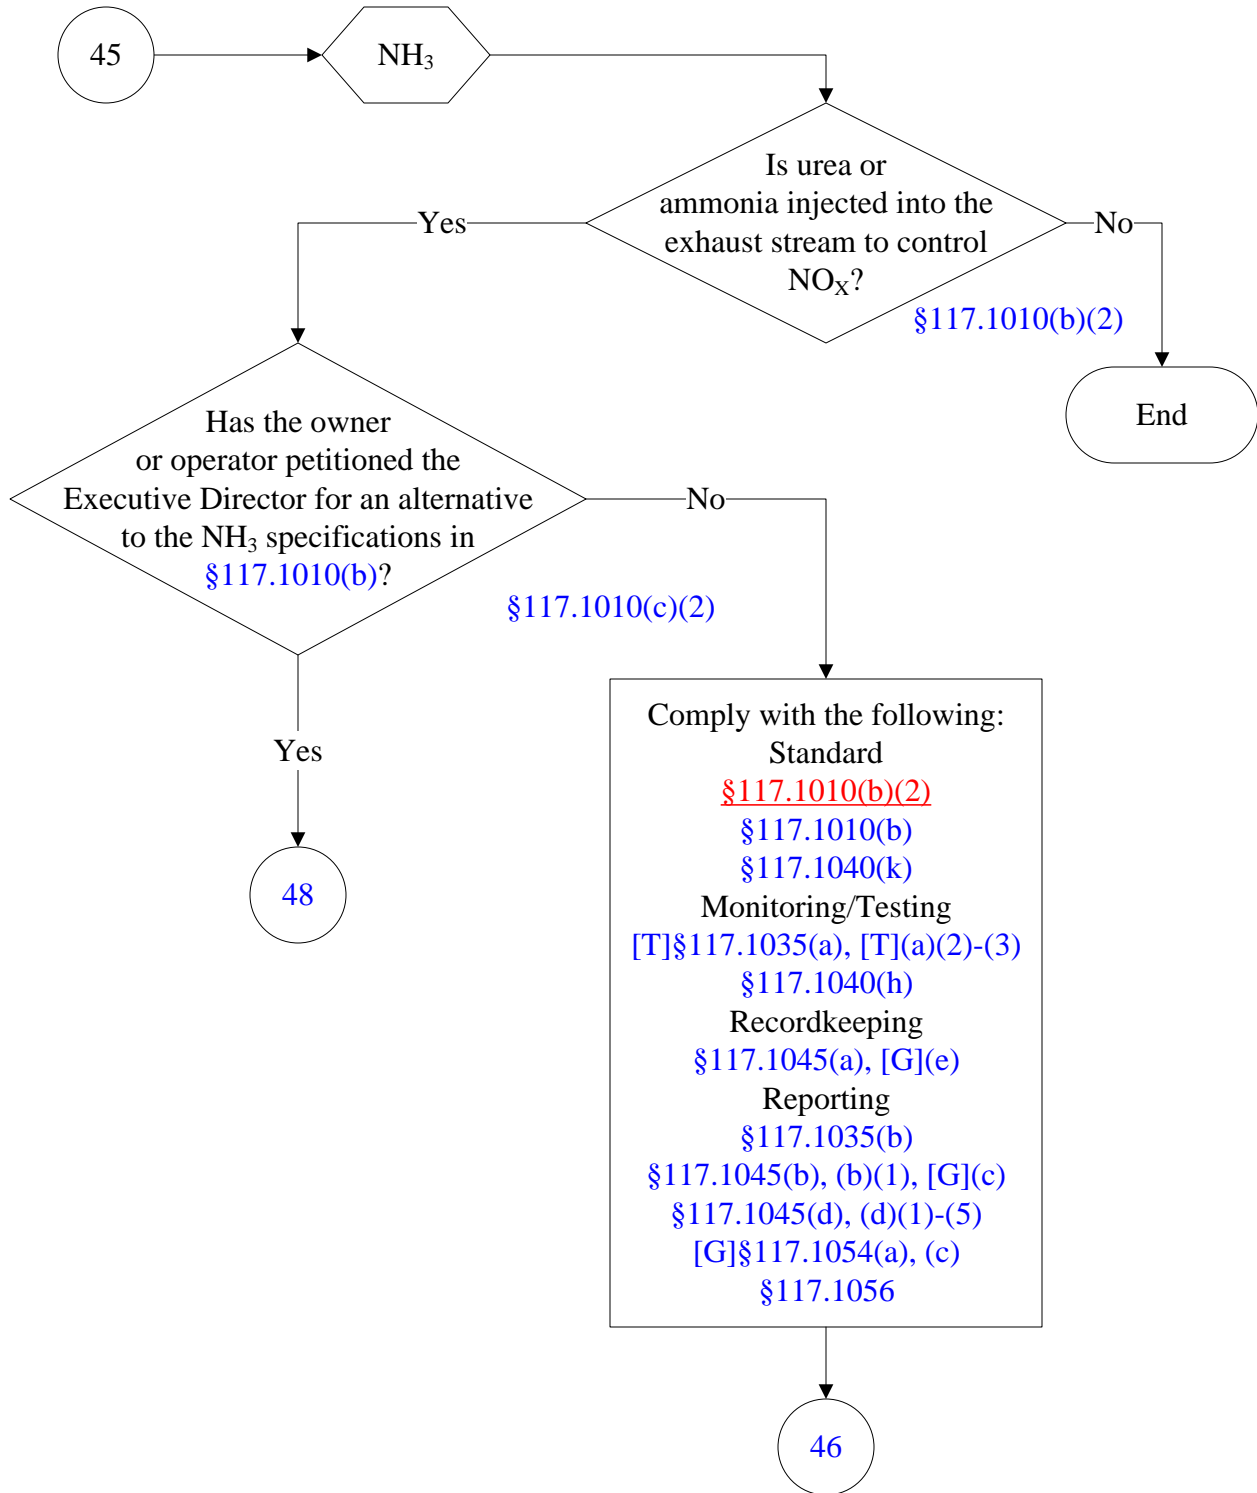 45
NH₃
Is urea or
ammonia injected into the
exhaust stream to control
NOX?
Yes
No
§117.1010(b)(2)
End
Has the owner
or operator petitioned the
Executive Director for an alternative
to the NH₃ specifications in
§117.1010(b)?
No
§117.1010(c)(2)
Yes
48
Comply with the following:
Standard
§117.1010(b)(2)
§117.1010(b)
§117.1040(k)
Monitoring/Testing
[T]§117.1035(a), [T](a)(2)-(3)
§117.1040(h)
Recordkeeping
§117.1045(a), [G](e)
Reporting
§117.1035(b)
§117.1045(b), (b)(1), [G](c)
§117.1045(d), (d)(1)-(5)
[G]§117.1054(a), (c)
§117.1056
46